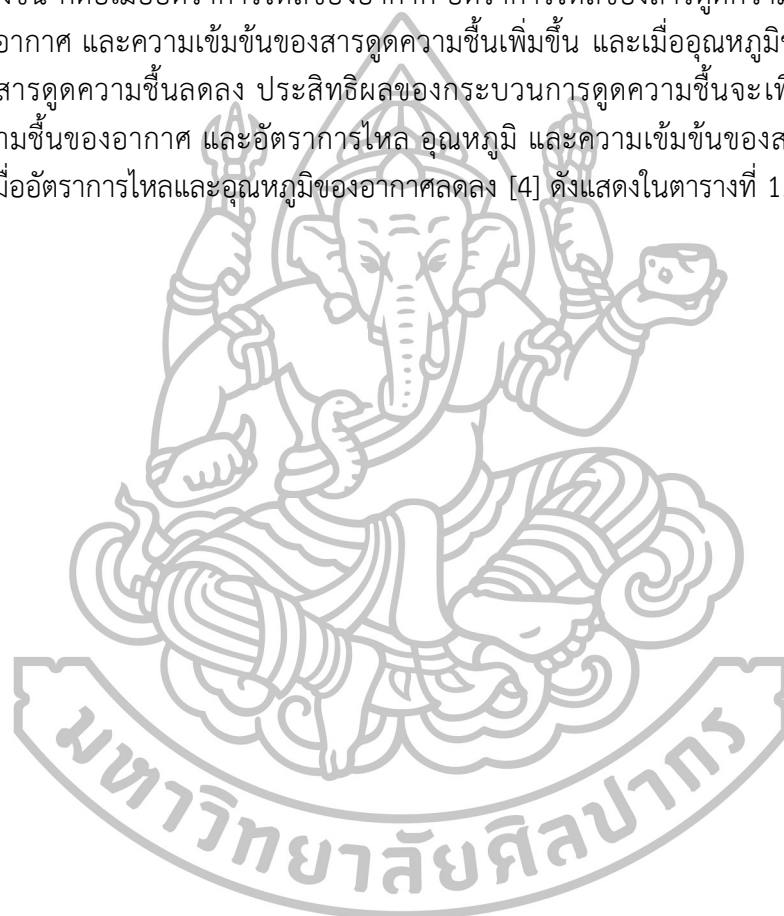 อากาศ และความเข้มข้นของสารดูดความชื้นเพิ่มขึ้น และเมื่ออุณหภูมิ
สารดูดความชื้นลดลง ประสิทธิผลของกระบวนการดูดความชื้นจะเพิ
ามชื้นของอากาศ และอัตราการไหล อุณหภูมิ และความเข้มข้นของส
มื่ออัตราการไหลและอุณหภูมิของอากาศลดลง [4] ดังแสดงในตารางที่ 1
มหาวิทยาลัยศิลปากร